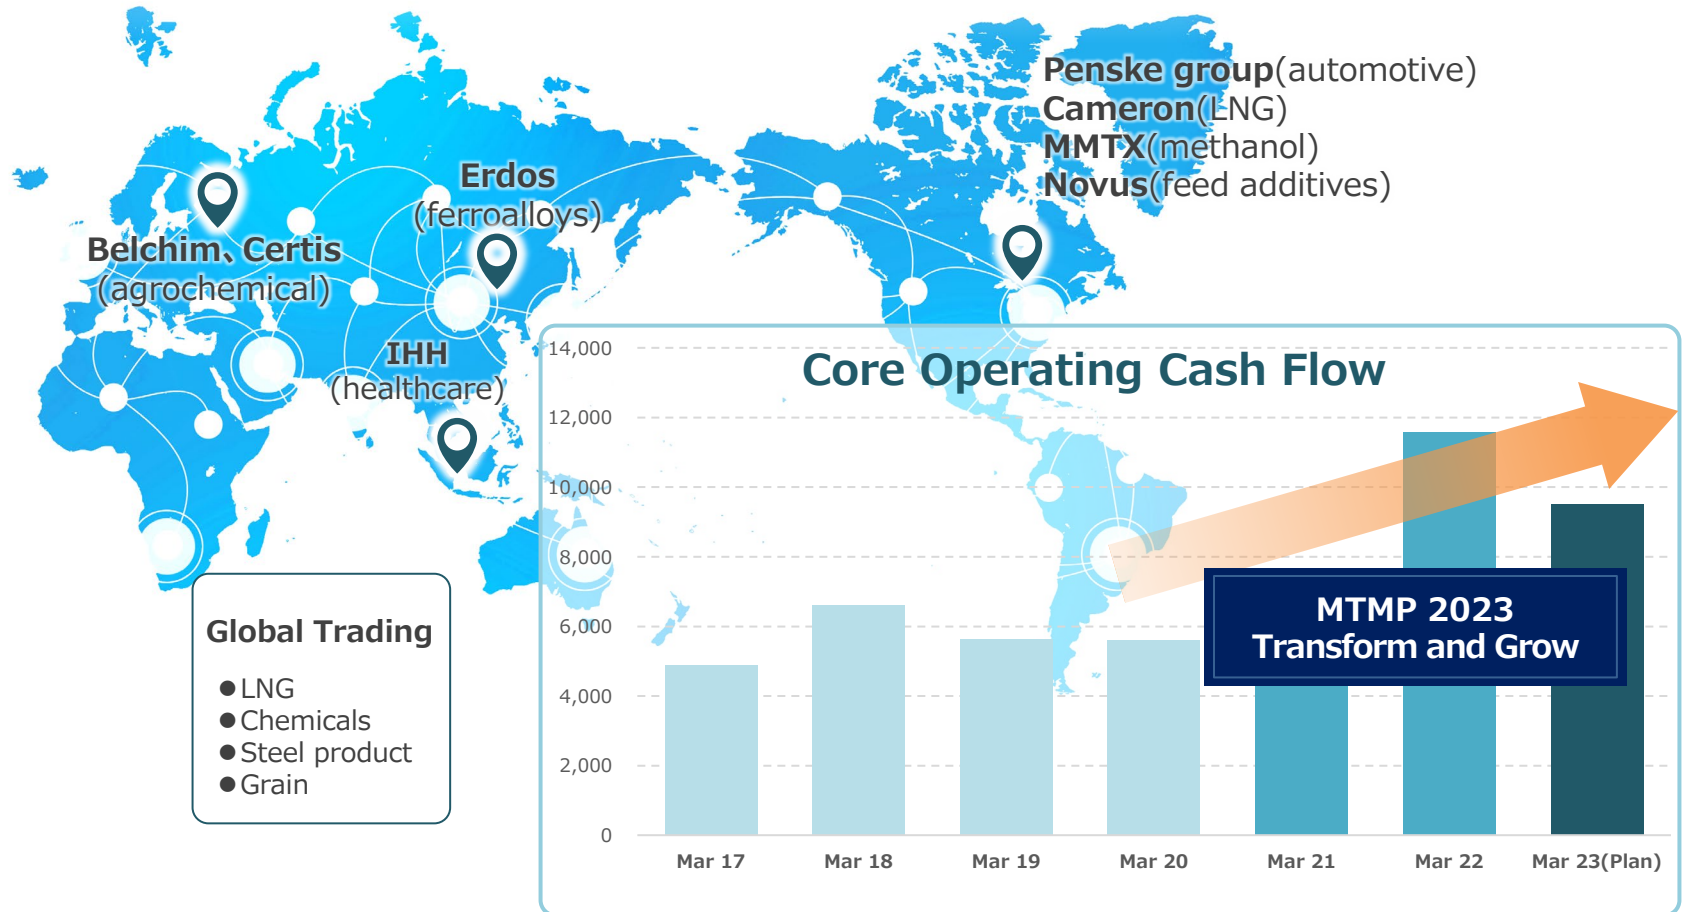 Penske group(automotive)
Cameron(LNG)
MMTX(methanol)
Novus(feed additives)
Erdos
(ferroalloys)
Belchim、Certis
(agrochemical)
IHH
(healthcare)
Global Trading
●LNG
●Chemicals
●Steel product
●Grain
Core Operating Cash Flow
14,000
12,000
10,000
8,000
6,000
4,000
2,000
0
MTMP 2023
Transform and Grow
Mar 17 Mar 18 Mar 19 Mar 20 Mar 21 Mar 22 Mar 23(Plan)